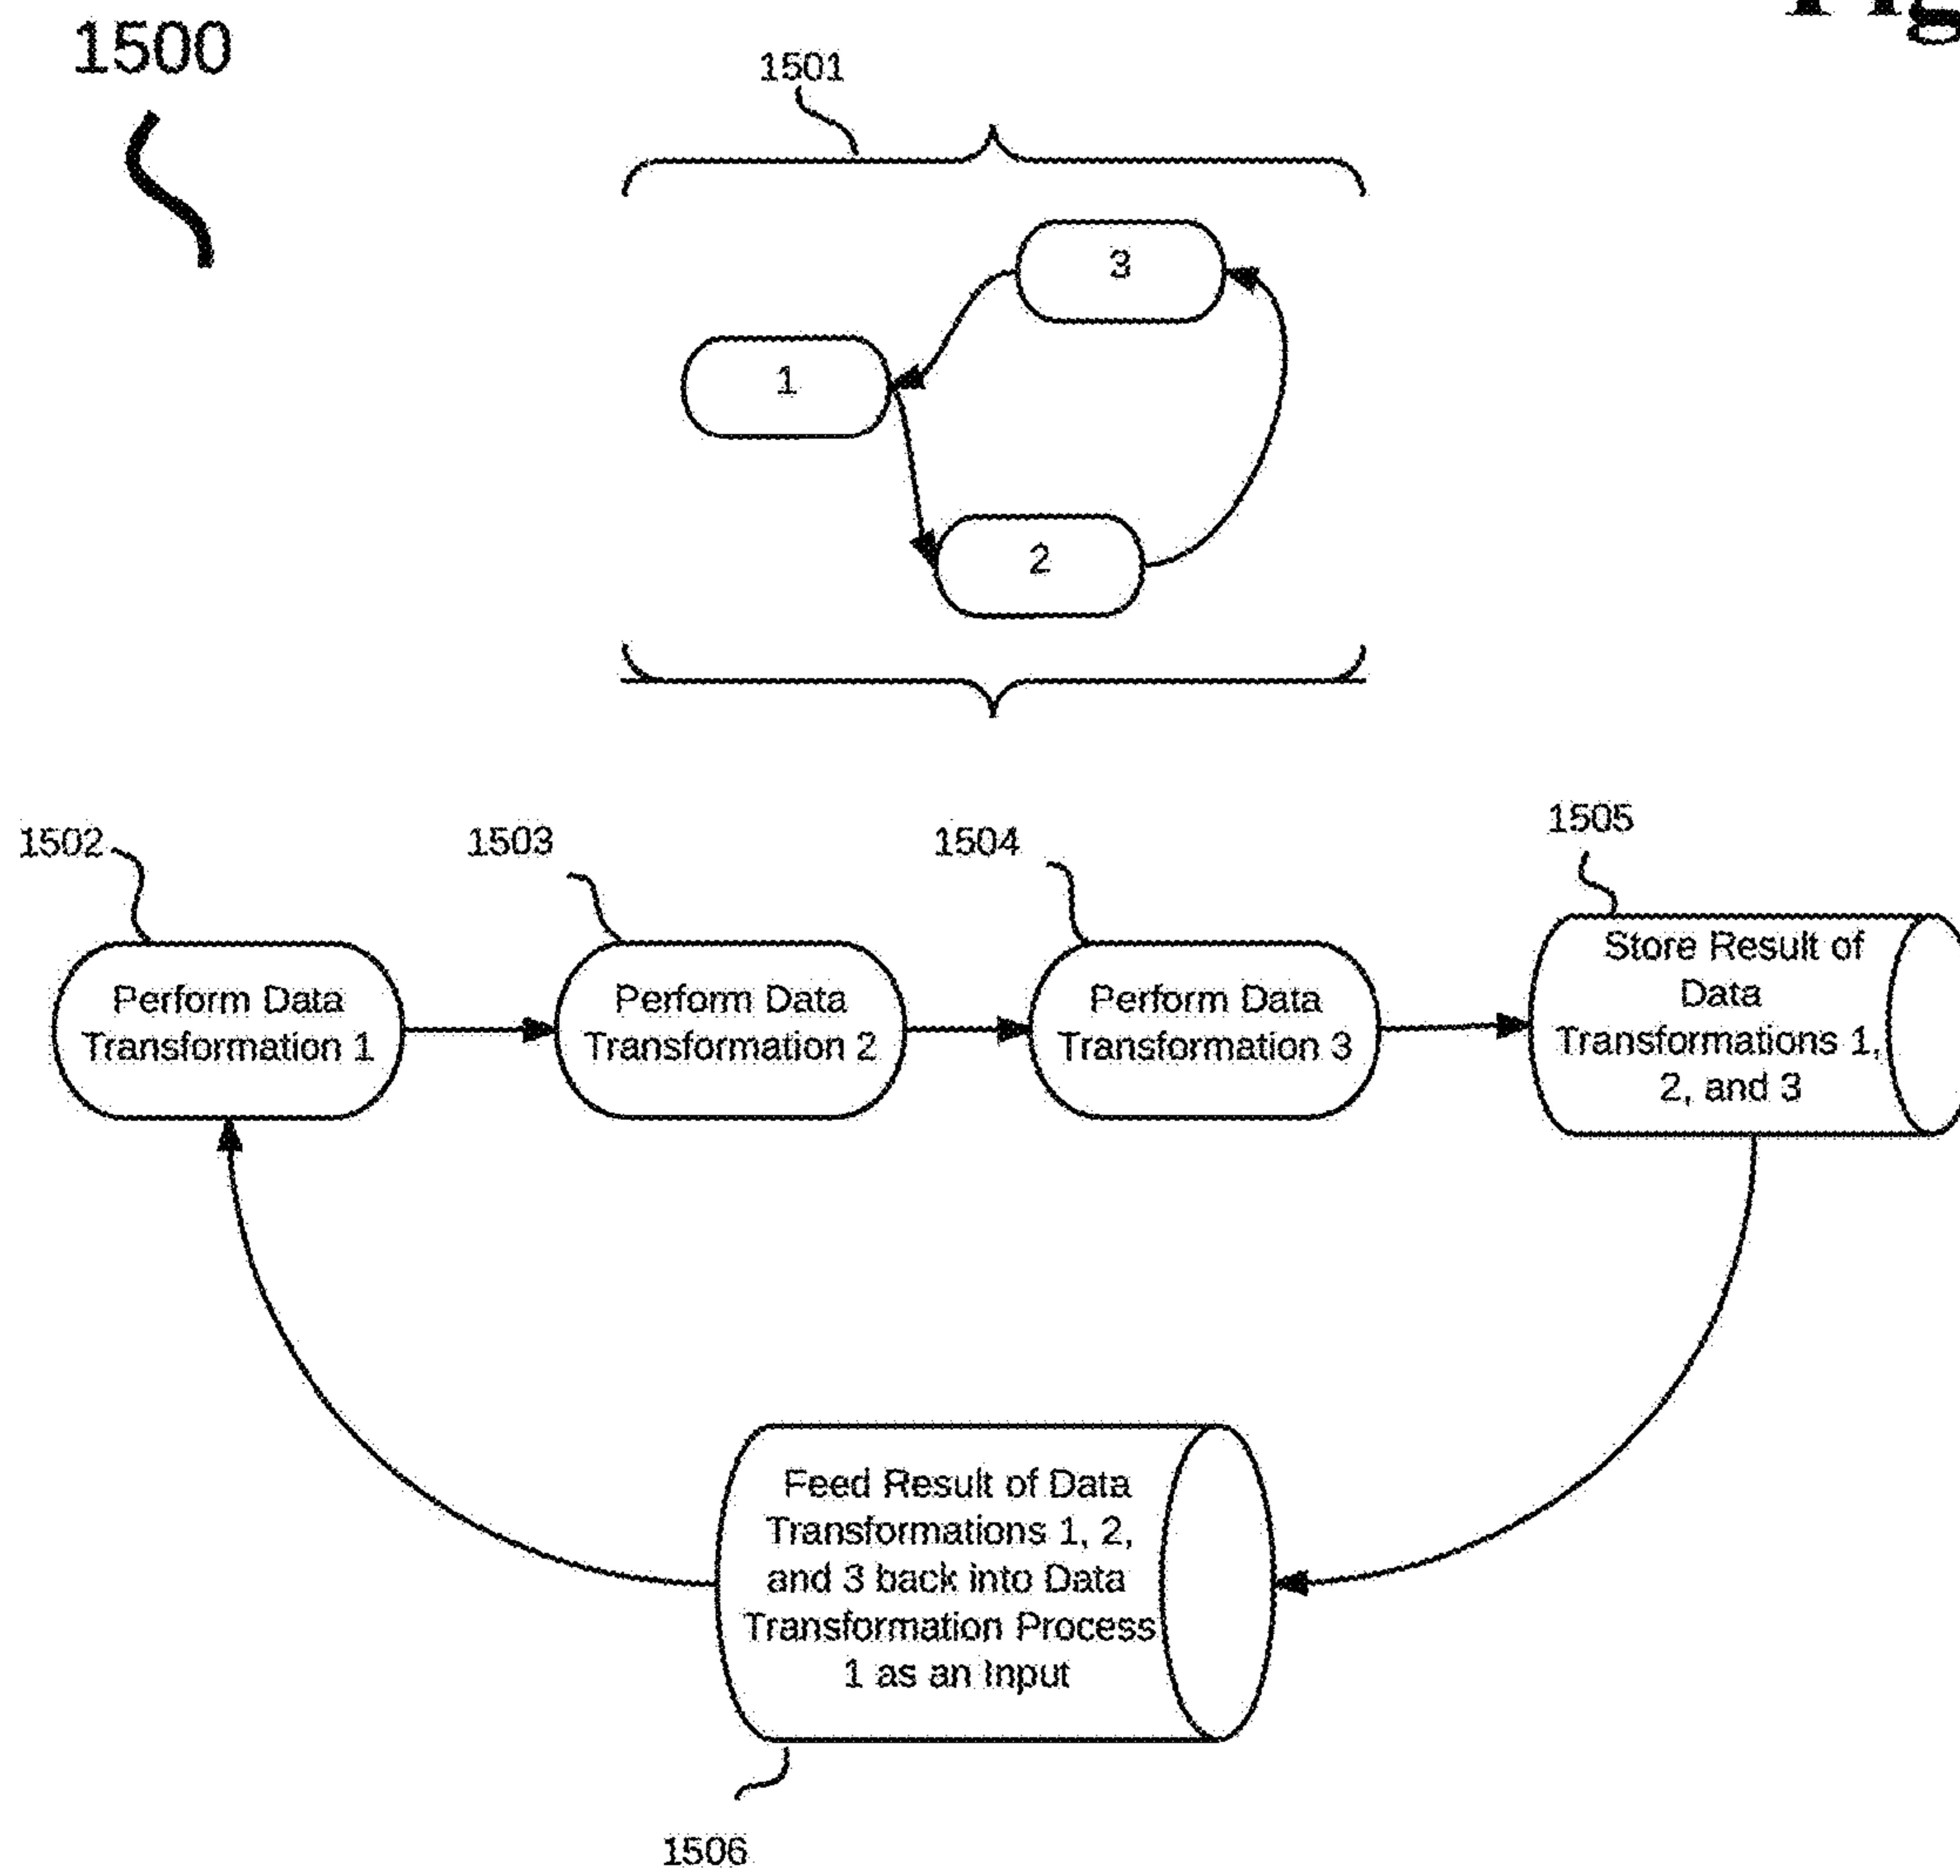 1500
1501
3
1
2
1502
1503
1504
1505
Perform Data
Transformation 1
Perform Data
Transformation 2
Perform Data
Transformation 3
Store Result of
Data
Transformations 1,
2, and 3
Feed Result of Data
Transformations 1, 2,
and 3 back into Data
Transformation Process
1 as an Input
1506